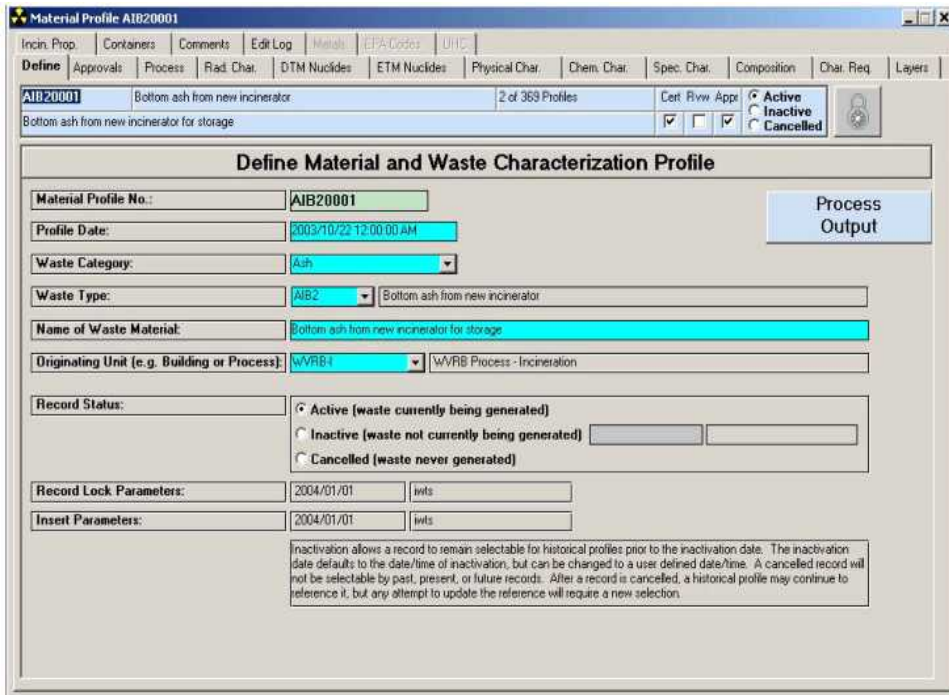 Material Profile AIB20001
Incin. Prop. Containers Comments Edit Log Metals EPA Codes UHC
Define Approvals Process Rad. Char. DTM Nuclides ETM Nuclides Physical Char. Chem. Char. Spec. Char. Composition Char. Req. Layers
AIB20001 Bottom ash from new incinerator 2 of 369 Profiles Cert Rvw Appr Active
Inactive
Bottom ash from new incinerator for storage Cancelled
Define Material and Waste Characterization Profile
Material Profile No.: AIB20001
Process
Output
Profile Date: 2003/10/22 12:00:00 AM
Waste Category: Ash
Waste Type: AIB2 Bottom ash from new incinerator
Name of Waste Material: Bottom ash from new incinerator for storage
Originating Unit (e.g. Building or Process): WVRB-I WVRB Process - Incineration
Record Status: Active (waste currently being generated)
Inactive (waste not currently being generated)
Cancelled (waste never generated)
Record Lock Parameters: 2004/01/01 iwts
Insert Parameters: 2004/01/01 iwts
Inactivation allows a record to remain selectable for historical profiles prior to the inactivation date. The inactivation
date defaults to the date/time of inactivation, but can be changed to a user defined date/time. A cancelled record will
not be selectable by past, present, or future records. After a record is cancelled, a historical profile may continue to
reference it, but any attempt to update the reference will require a new selection.